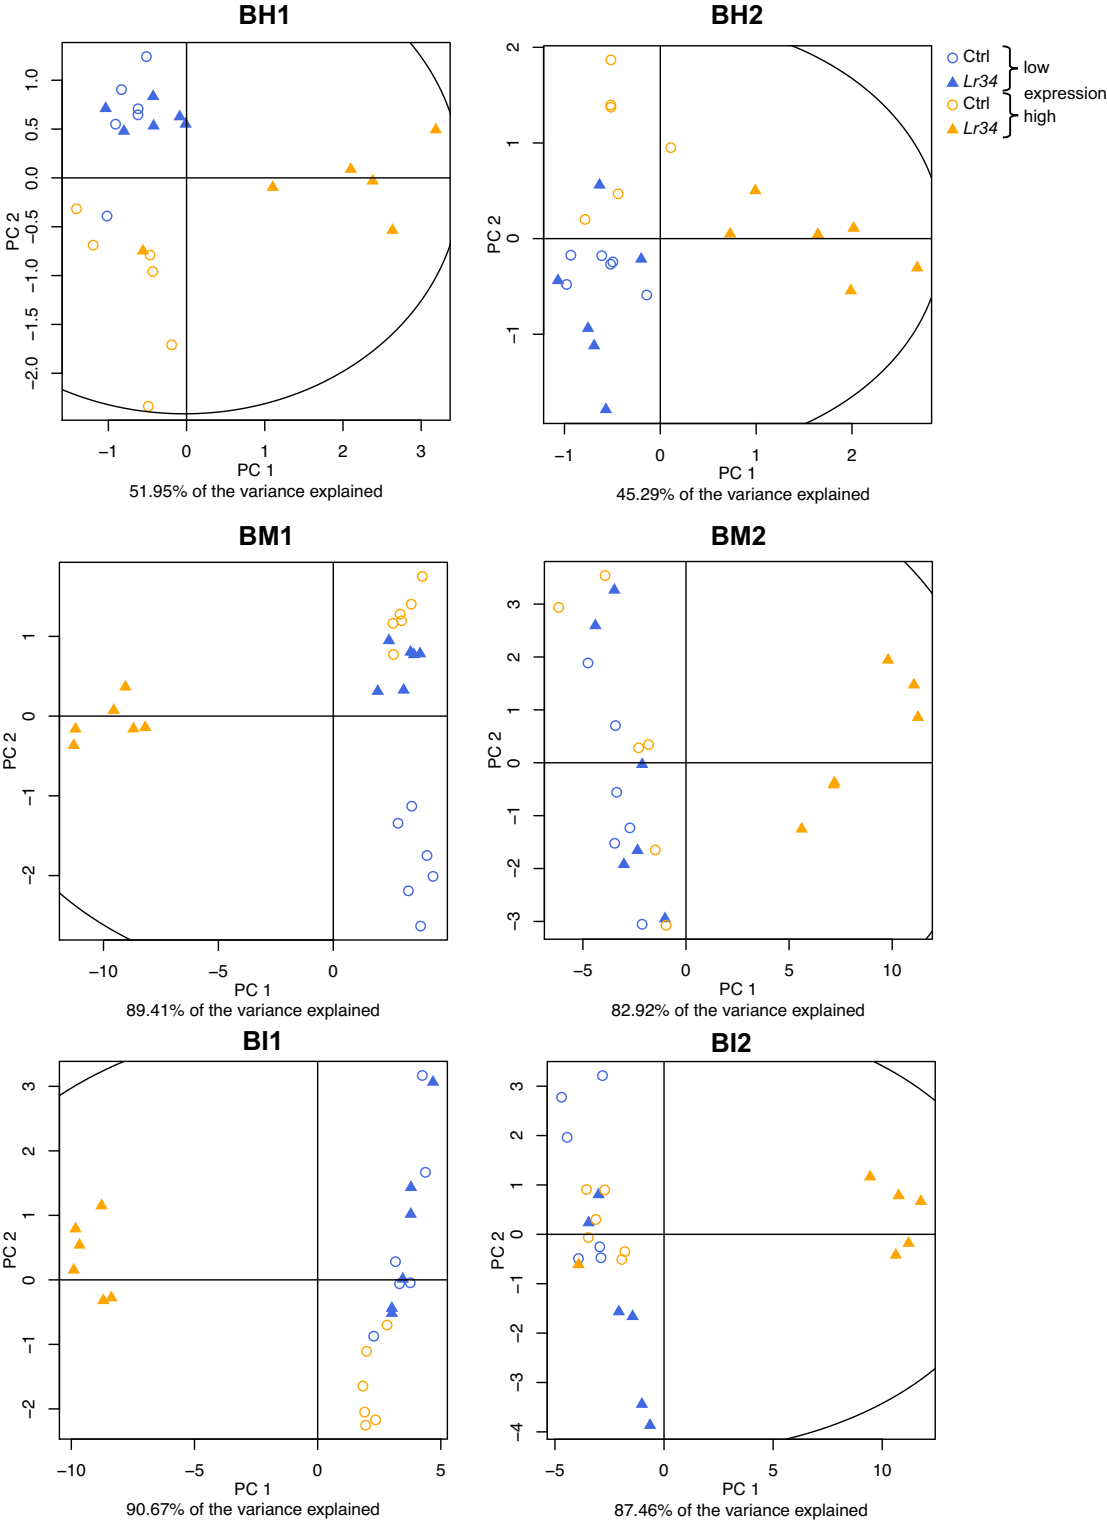 BH1
1.0
0.5
0.0
−0.5
−1.0
−1.5
−2.0
PC 2
−1 0 1 2 3
PC 1
51.95% of the variance explained
BH2
2
1
0
−1
PC 2
−1 0 1 2
PC 1
45.29% of the variance explained
Ctrl
Lr34
low
expression
Ctrl
Lr34
high
BM1
1
0
−1
−2
PC 2
−10 −5 0
PC 1
89.41% of the variance explained
BM2
3
2
1
0
−1
−2
−3
PC 2
−5 0 5 10
PC 1
82.92% of the variance explained
BI1
3
2
1
0
−1
−2
PC 2
−10 −5 0 5
PC 1
90.67% of the variance explained
BI2
3
2
1
0
−1
−2
−3
−4
PC 2
−5 0 5 10
PC 1
87.46% of the variance explained